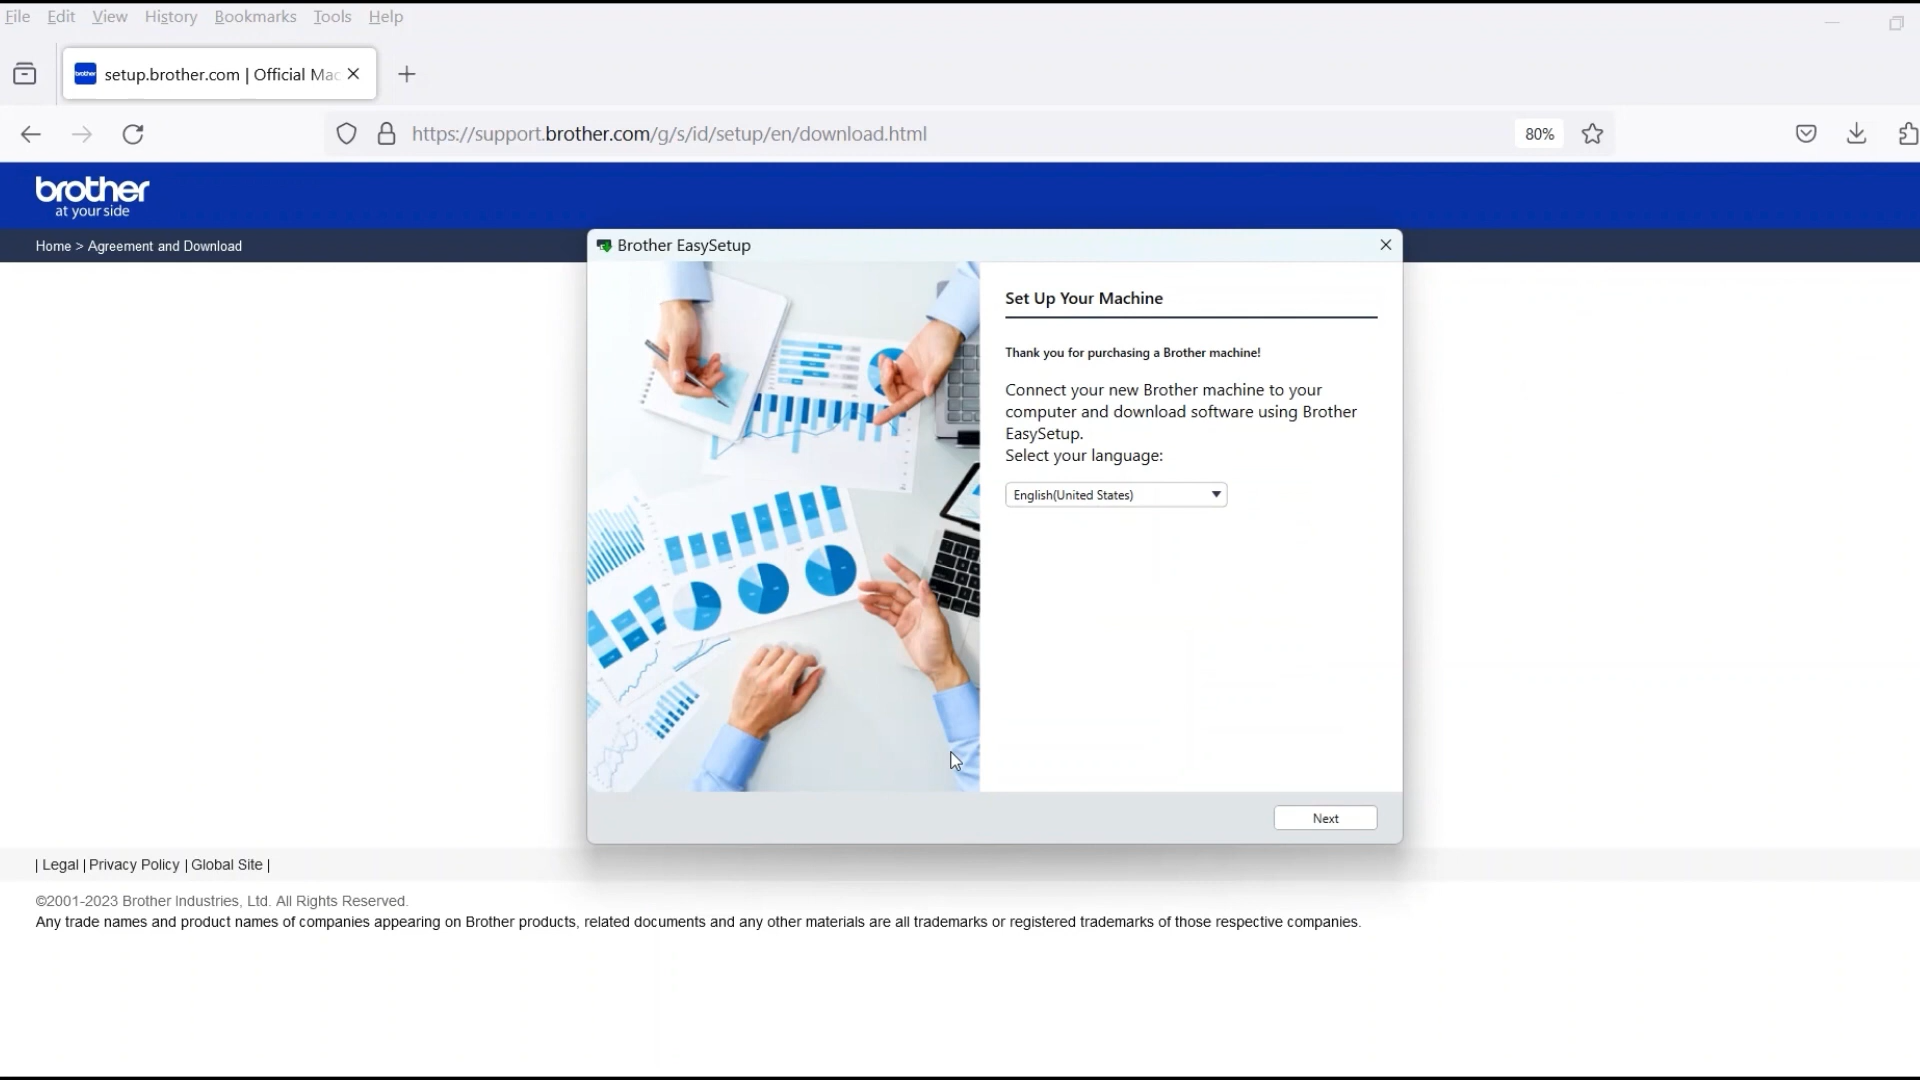 File Edit View History Bookmarks Tools Help
setup.brother.com | Official Mac
https://support.brother.com/g/s/id/setup/en/download.html
80%
brother
at your side
Home > Agreement and Download
Brother EasySetup
Set Up Your Machine
Thank you for purchasing a Brother machine!
Connect your new Brother machine to your
computer and download software using Brother
EasySetup.
Select your language:
English(United States)
Next
| Legal | Privacy Policy | Global Site |
©2001-2023 Brother Industries, Ltd. All Rights Reserved.
Any trade names and product names of companies appearing on Brother products, related documents and any other materials are all trademarks or registered trademarks of those respective companies.